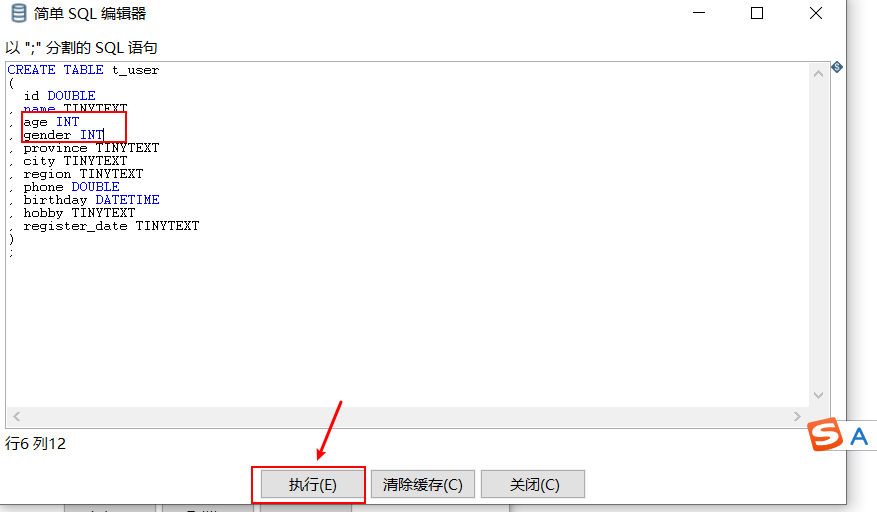 简单 SQL 编辑器
以 ";" 分割的 SQL 语句
CREATE TABLE t_user
(
  id DOUBLE
, name TINYTEXT
, age INT
, gender INT
, province TINYTEXT
, city TINYTEXT
, region TINYTEXT
, phone DOUBLE
, birthday DATETIME
, hobby TINYTEXT
, register_date TINYTEXT
)
;
行6 列12
执行(E) 清除缓存(C) 关闭(C)
S A